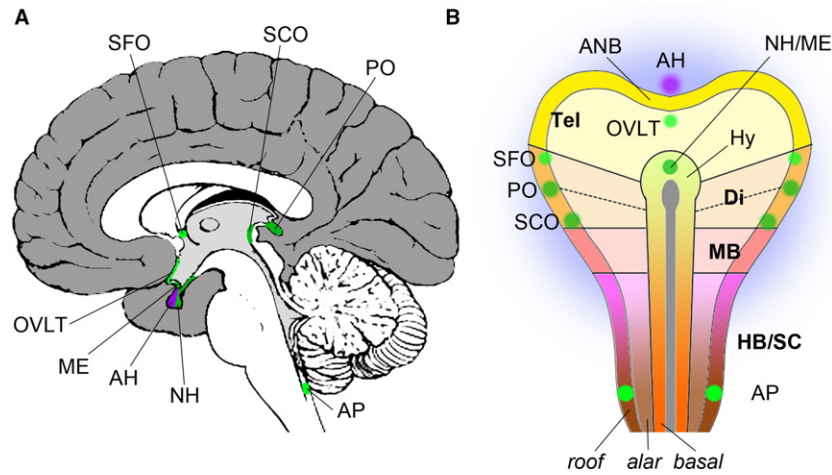 A
SFO
SCO
PO
OVLT
ME
AH
NH
AP
B
ANB
AH
NH/ME
Tel
OVLT
Hy
SFO
PO
Di
SCO
MB
HB/SC
AP
roof alar basal